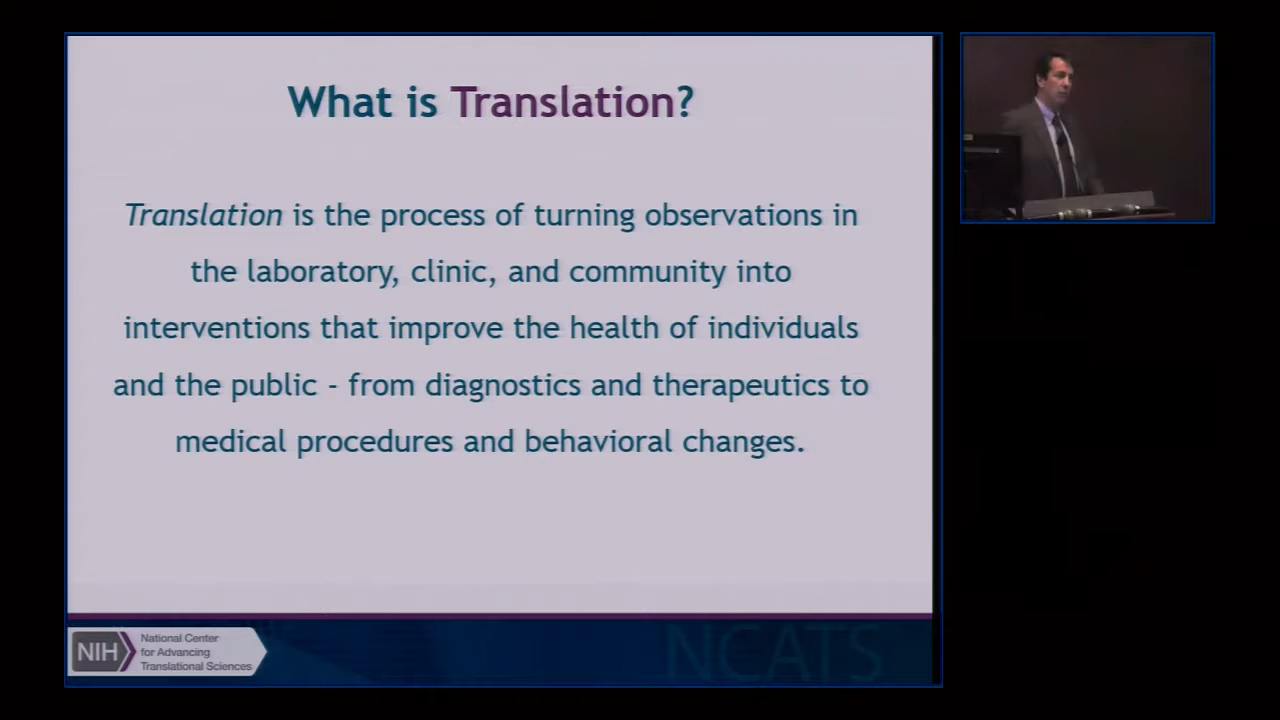 What is Translation?
Translation is the process of turning observations in
the laboratory, clinic, and community into
interventions that improve the health of individuals
and the public - from diagnostics and therapeutics to
medical procedures and behavioral changes.
NIH
National Center
for Advancing
Translational Sciences
NCATS